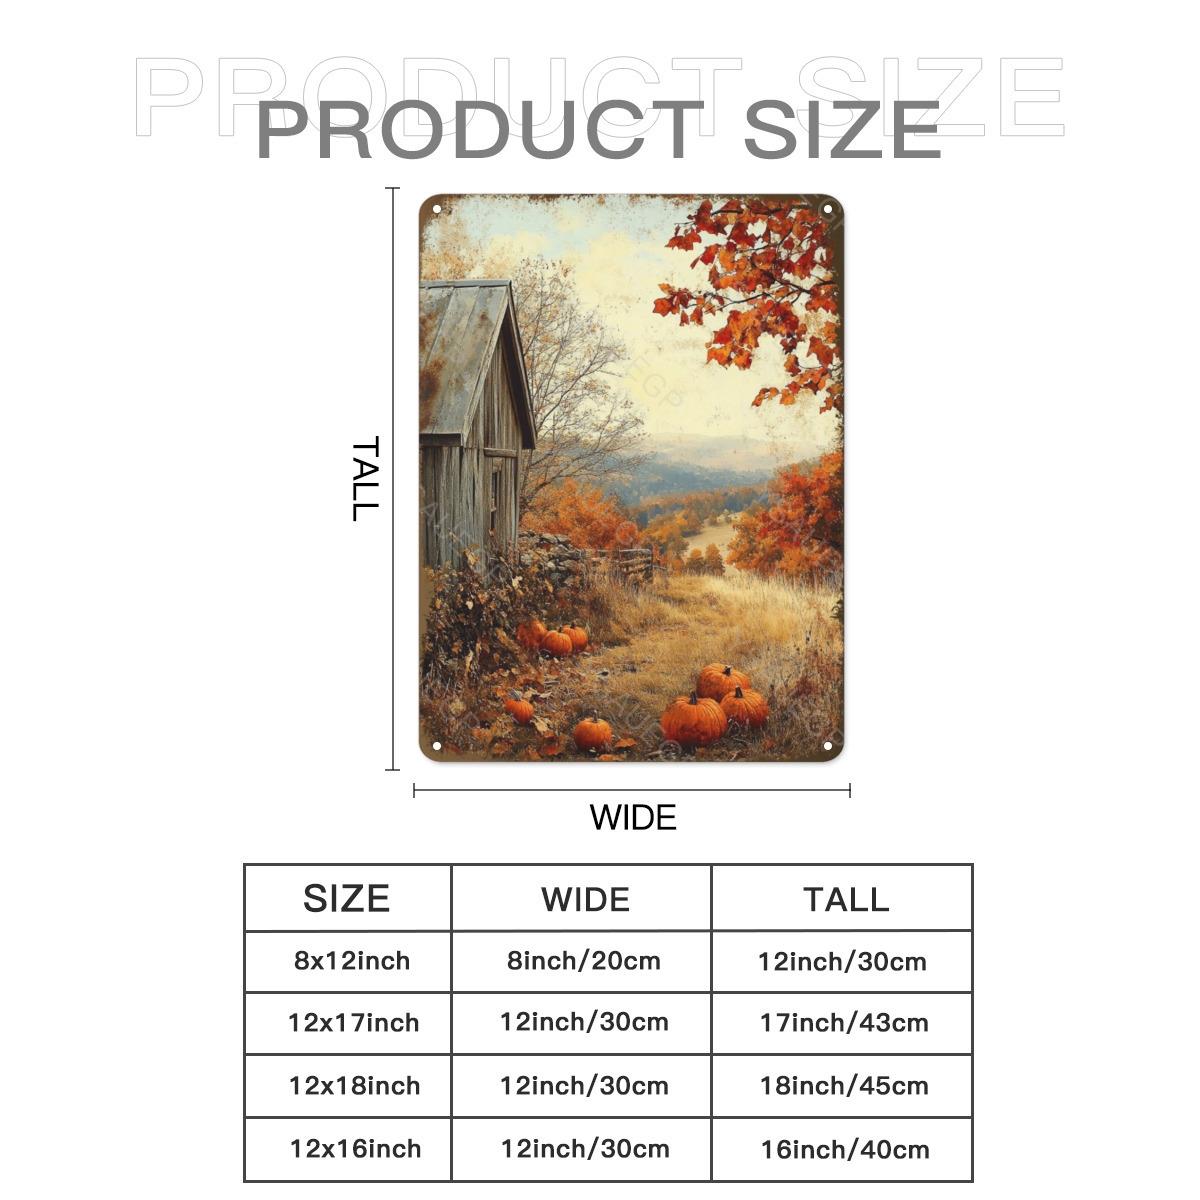 PRODUCT SIZE
PRODUCT SIZE
TALL
WIDE
SIZE WIDE TALL
8x12inch 8inch/20cm 12inch/30cm
12x17inch 12inch/30cm 17inch/43cm
12x18inch 12inch/30cm 18inch/45cm
12x16inch 12inch/30cm 16inch/40cm